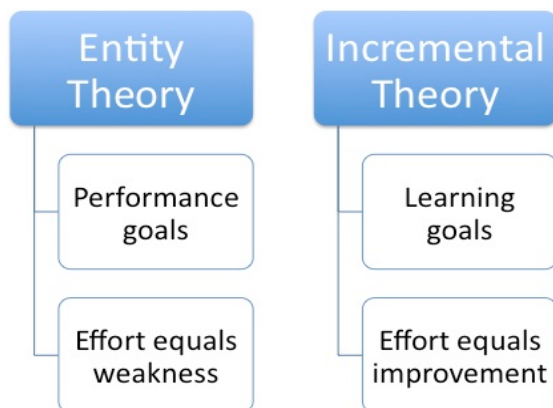 Entity
Theory
Performance
goals
Effort equals
weakness
Incremental
Theory
Learning
goals
Effort equals
improvement